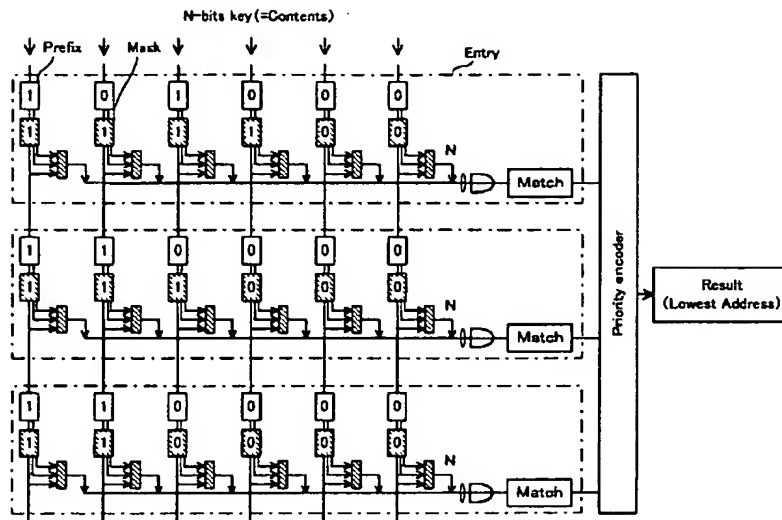 N-bits key(=Contents)
Prefix
Mask
Entry
1 0 1 0 0 0
1 1 1 1 0 0
N
Match
1 1 0 0 0 0
1 1 1 0 0 0
N
Match
1 1 0 0 0 0
1 1 0 0 0 0
N
Match
Priority encoder
Result
(Lowest Address)